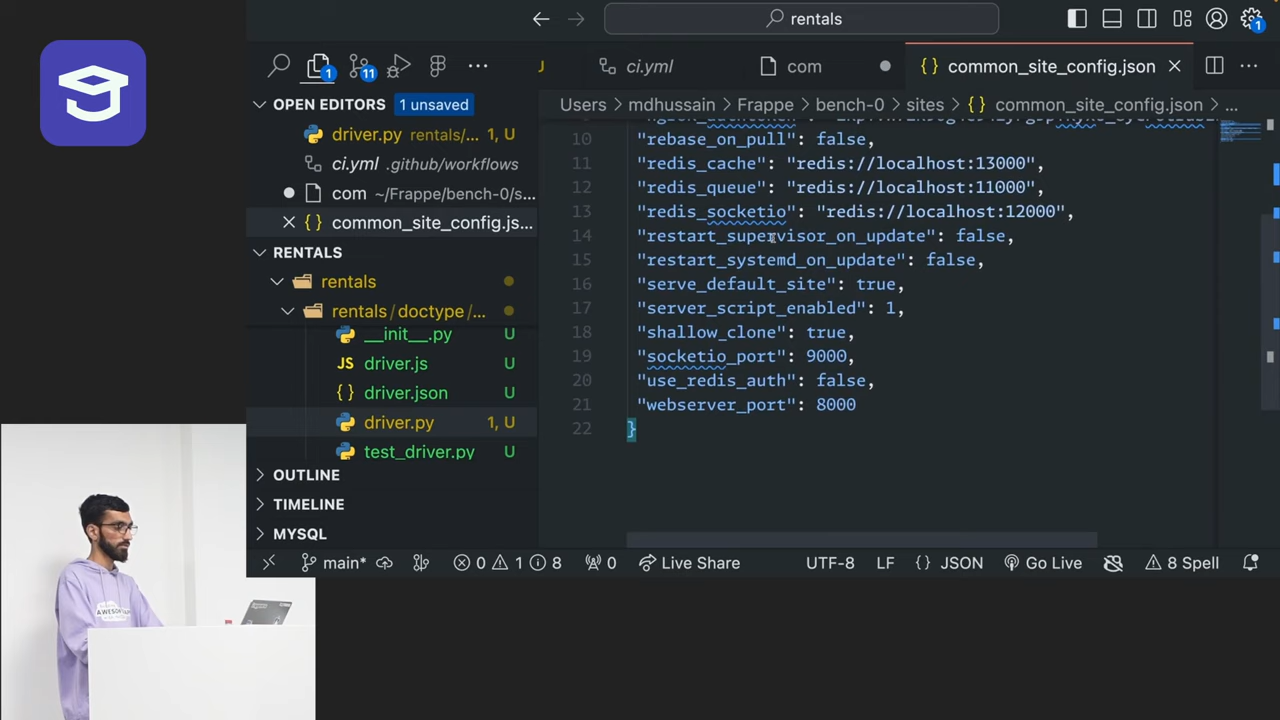 rentals
1
1
11
ci.yml
com
common_site_config.json
OPEN EDITORS
1 unsaved
driver.py rentals/... 1, U
ci.yml .github/workflows
com ~/Frappe/bench-0/s...
common_site_config.js...
RENTALS
rentals
rentals/doctype/...
__init__.py U
driver.js U
driver.json U
driver.py 1, U
test_driver.py U
OUTLINE
TIMELINE
MYSQL
Users > mdhussain > Frappe > bench-0 > sites > {} common_site_config.json > ...
10 "rebase_on_pull": false,
11 "redis_cache": "redis://localhost:13000",
12 "redis_queue": "redis://localhost:11000",
13 "redis_socketio": "redis://localhost:12000",
14 "restart_supervisor_on_update": false,
15 "restart_systemd_on_update": false,
16 "serve_default_site": true,
17 "server_script_enabled": 1,
18 "shallow_clone": true,
19 "socketio_port": 9000,
20 "use_redis_auth": false,
21 "webserver_port": 8000
22 }
main* 0 1 8 0 Live Share UTF-8 LF {} JSON Go Live 8 Spell